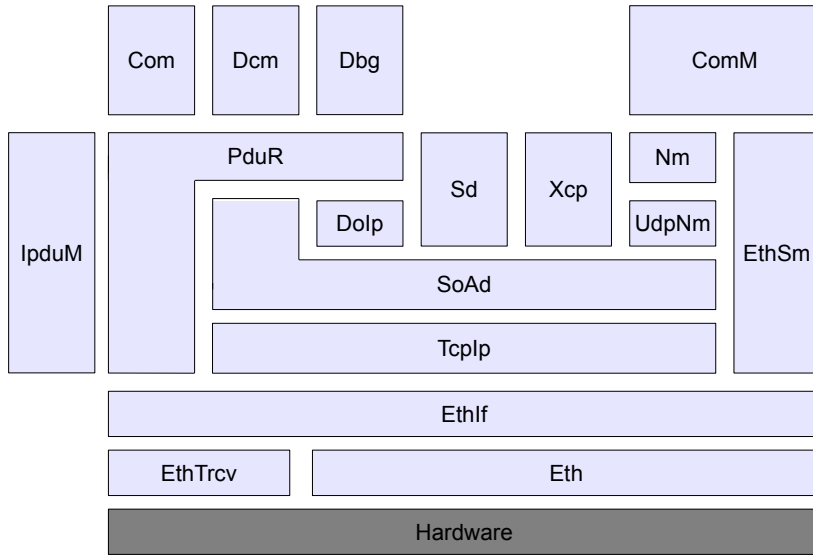 Com
Dcm
Dbg
ComM
PduR
Sd
Xcp
Nm
IpduM
DoIp
UdpNm
EthSm
SoAd
TcpIp
EthIf
EthTrcv
Eth
Hardware